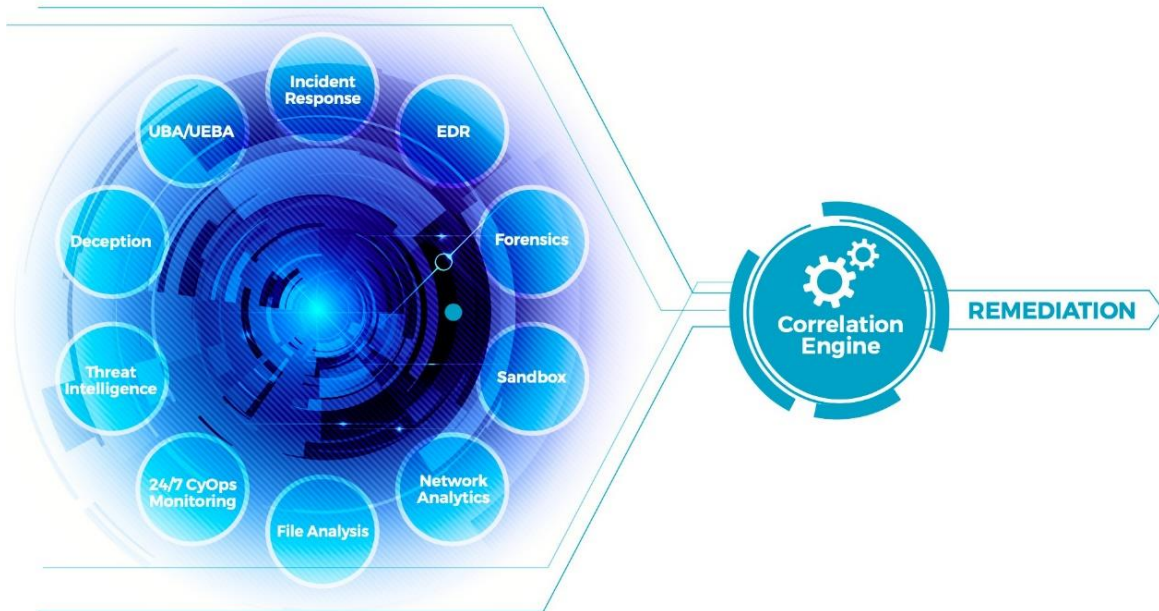 Incident
Response
EDR
Forensics
Sandbox
Network
Analytics
File Analysis
24/7 CyOps
Monitoring
Threat
Intelligence
Deception
UBA/UEBA
Correlation
Engine
REMEDIATION